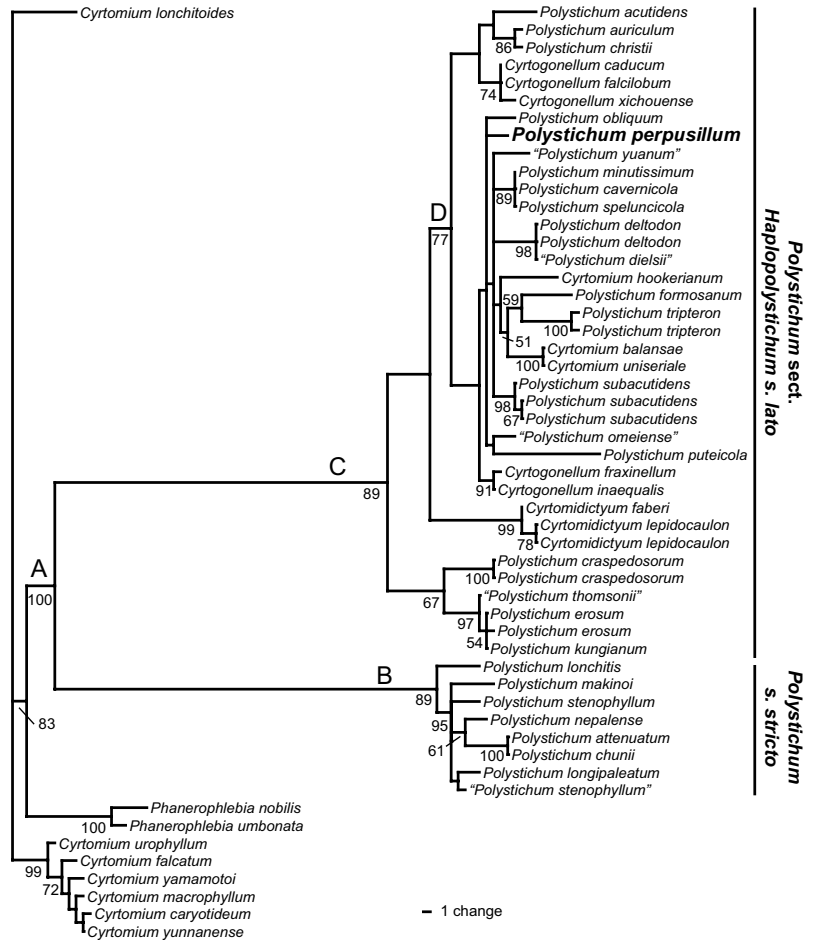 Cyrtomium lonchitoides
Polystichum acutidens
Polystichum auriculum
86
Polystichum christii
Cyrtogonellum caducum
Cyrtogonellum falcilobum
74
Cyrtogonellum xichouense
Polystichum obliquum
Polystichum perpusillum
“Polystichum yuanum”
Polystichum minutissimum
Polystichum cavernicola
89
Polystichum speluncicola
D
77
Polystichum deltodon
Polystichum deltodon
98
“Polystichum dielsii”
Cyrtomium hookerianum
59
Polystichum formosanum
Polystichum tripteron
100
Polystichum tripteron
51
Cyrtomium balansae
100
Cyrtomium uniseriale
Polystichum subacutidens
98
Polystichum subacutidens
67
Polystichum subacutidens
“Polystichum omeiense”
Polystichum puteicola
Cyrtogonellum fraxinellum
91
Cyrtogonellum inaequalis
C
89
Cyrtomidictyum faberi
99
Cyrtomidictyum lepidocaulon
78
Cyrtomidictyum lepidocaulon
Polystichum craspedosorum
100
Polystichum craspedosorum
67
“Polystichum thomsonii”
97
Polystichum erosum
Polystichum erosum
54
Polystichum kungianum
Polystichum sect.
Haplopolystichum s. lato
A
100
B
89
Polystichum lonchitis
Polystichum makinoi
95
Polystichum stenophyllum
Polystichum nepalense
61
Polystichum attenuatum
100
Polystichum chunii
Polystichum longipaleatum
“Polystichum stenophyllum”
Polystichum
s. stricto
83
Phanerophlebia nobilis
100
Phanerophlebia umbonata
Cyrtomium urophyllum
99
Cyrtomium falcatum
72
Cyrtomium yamamotoi
Cyrtomium macrophyllum
Cyrtomium caryotideum
Cyrtomium yunnanense
1 change